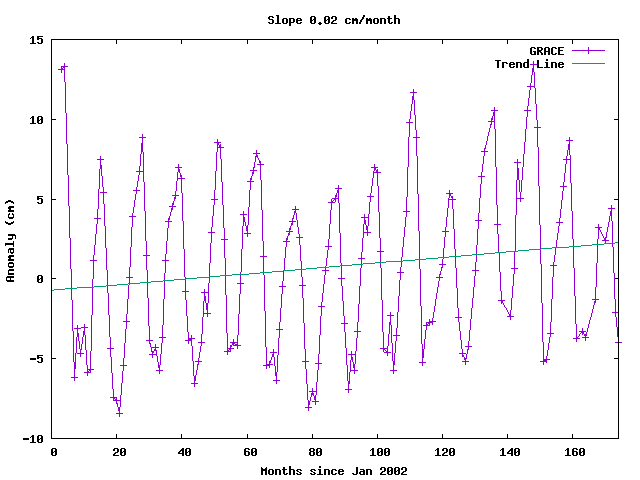 Slope 0.02 cm/month
GRACE
Trend Line
15
10
5
0
-5
-10
Anomaly (cm)
0 20 40 60 80 100 120 140 160
Months since Jan 2002